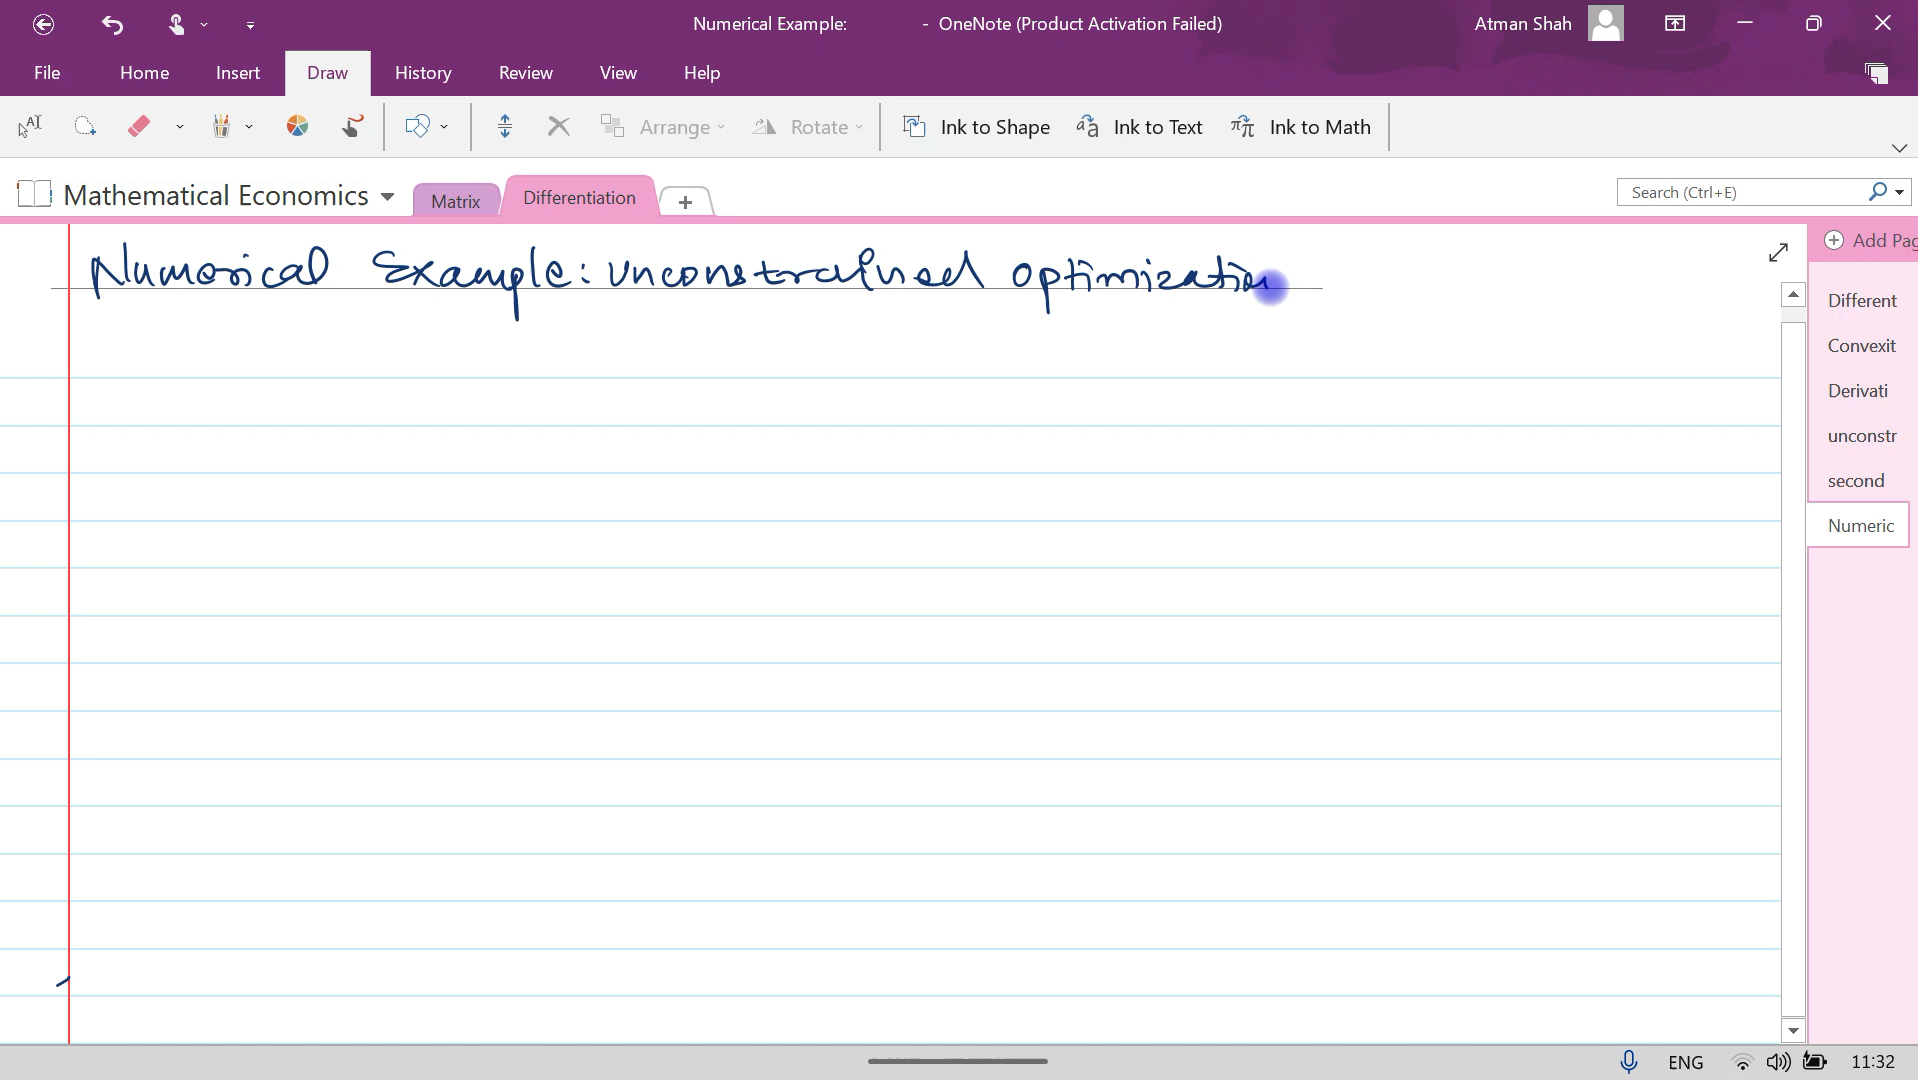 Numerical Example: - OneNote (Product Activation Failed) Atman Shah
File Home Insert Draw History Review View Help
Arrange Rotate Ink to Shape Ink to Text Ink to Math
Mathematical Economics Matrix Differentiation + Search (Ctrl+E)
Numerical Example: unconstrained optimization
Add Pag
Different
Convexit
Derivati
unconstr
second
Numeric
ENG 11:32